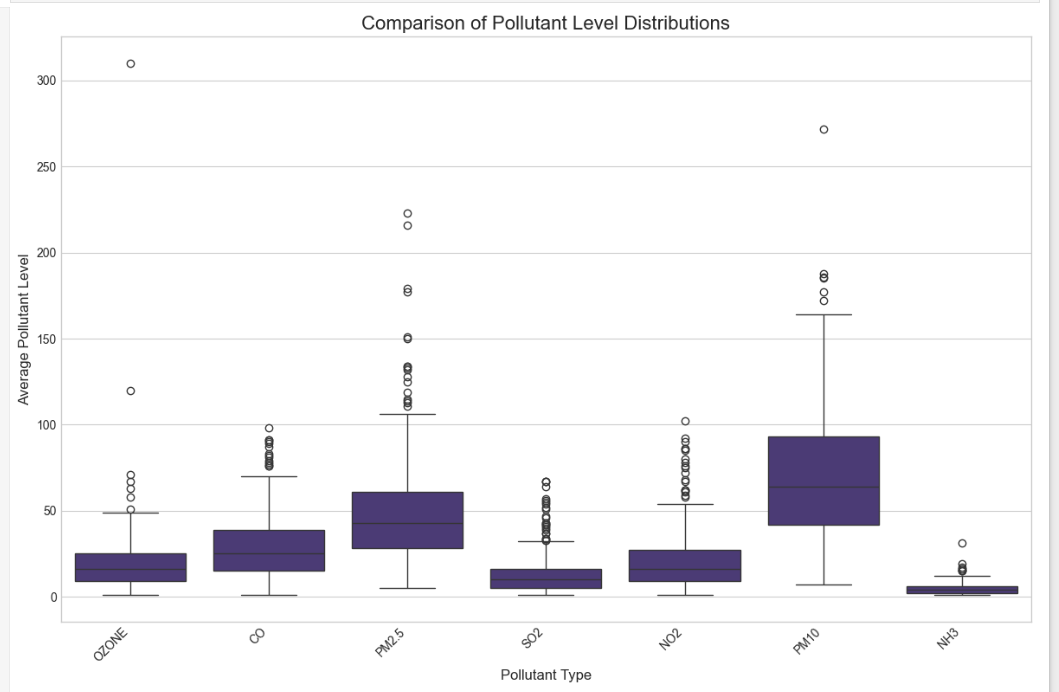 Comparison of Pollutant Level Distributions
300
250
200
150
100
50
0
Average Pollutant Level
OZONE
CO
PM2.5
SO2
NO2
PM10
NH3
Pollutant Type